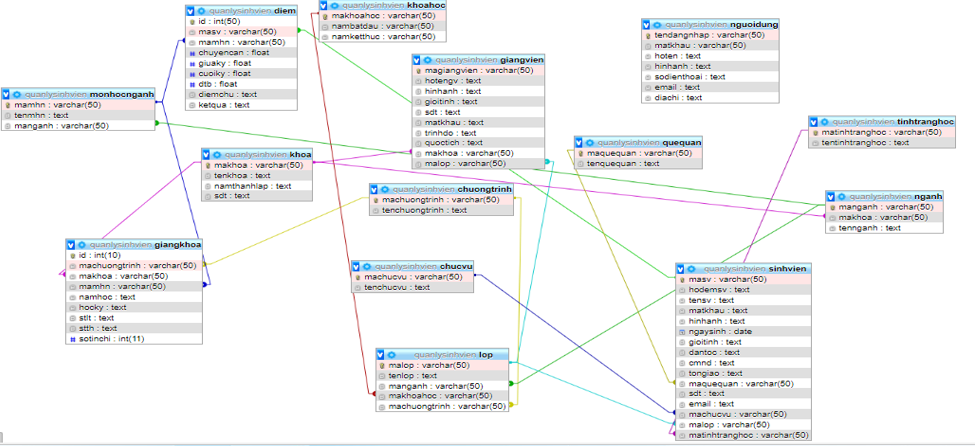 quanlysinhvien diem
id : int(50)
masv : varchar(50)
mamhn : varchar(50)
chuyencan : float
giuaky : float
cuoiky : float
dtb : float
diemchu : text
ketqua : text
quanlysinhvien khoahoc
makhoahoc : varchar(50)
nambatdau : varchar(50)
namketthuc : varchar(50)
quanlysinhvien nguoidung
tendangnhap : varchar(50)
matkhau : varchar(50)
hoten : varchar(50)
hinhanh : varchar(50)
sodienthoai : varchar(50)
email : varchar(50)
diachi : varchar(50)
quanlysinhvien giangvien
magiangvien : varchar(50)
hotengv : text
hinhanh : text
gioitinh : text
sdt : text
matkhau : text
trinhdo : text
quoctich : text
makhoa : varchar(50)
malop : varchar(50)
quanlysinhvien monhocnganh
mamhn : varchar(50)
tenmhn : text
manganh : varchar(50)
quanlysinhvien tinhtranghoc
matinhtranghoc : varchar(50)
tentinhtranghoc : text
quanlysinhvien quequan
maquequan : varchar(50)
tenquequan : text
quanlysinhvien khoa
makhoa : varchar(50)
tenkhoa : text
namthanhlap : text
sdt : text
quanlysinhvien chuongtrinh
machuongtrinh : varchar(50)
tenchuongtrinh : text
quanlysinhvien nganh
manganh : varchar(50)
makhoa : varchar(50)
tennganh : text
quanlysinhvien giangkhoa
id : int(10)
machuongtrinh : varchar(50)
makhoa : varchar(50)
mamhn : varchar(50)
namhoc : text
hocky : text
stlt : text
stth : text
sotinchi : int(11)
quanlysinhvien chucvu
machucvu : varchar(50)
tenchucvu : text
quanlysinhvien sinhvien
masv : varchar(50)
hodemsv : text
tensv : text
matkhau : text
hinhanh : text
ngaysinh : date
gioitinh : text
dantoc : text
cmnd : text
tongiao : text
maquequan : varchar(50)
sdt : text
email : text
machucvu : varchar(50)
malop : varchar(50)
matinhtranghoc : varchar(50)
quanlysinhvien lop
malop : varchar(50)
tenlop : text
manganh : varchar(50)
makhoahoc : varchar(50)
machuongtrinh : varchar(50)